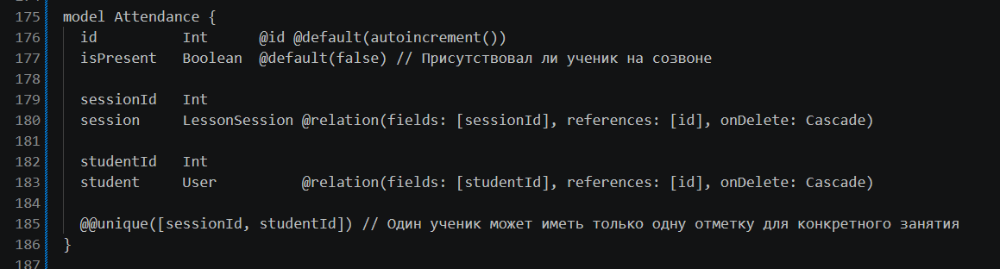 175 model Attendance {
176 id Int @id @default(autoincrement())
177 isPresent Boolean @default(false) // Присутствовал ли ученик на созвоне
178
179 sessionId Int
180 session LessonSession @relation(fields: [sessionId], references: [id], onDelete: Cascade)
181
182 studentId Int
183 student User @relation(fields: [studentId], references: [id], onDelete: Cascade)
184
185 @@unique([sessionId, studentId]) // Один ученик может иметь только одну отметку для конкретного занятия
186 }
187